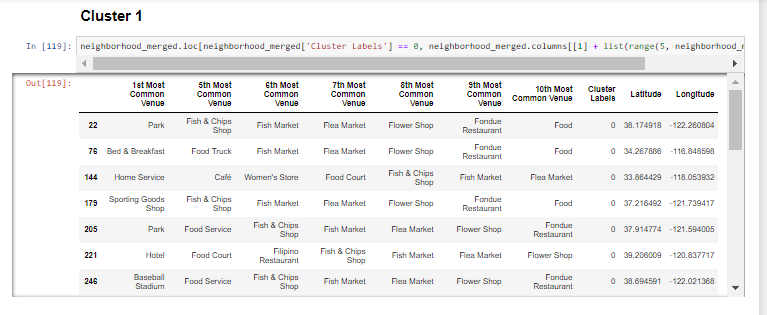 Cluster 1
In [119]: neighborhood_merged.loc[neighborhood_merged['Cluster Labels'] == 0, neighborhood_merged.columns[[1] + list(range(5, neighborhood_
Out[119]:
1st Most Common Venue 5th Most Common Venue 6th Most Common Venue 7th Most Common Venue 8th Most Common Venue 9th Most Common Venue 10th Most Common Venue Cluster Labels Latitude Longitude
22 Park Fish & Chips Shop Fish Market Flea Market Flower Shop Fondue Restaurant Food 0 38.174918 -122.260804
76 Bed & Breakfast Food Truck Fish Market Flea Market Flower Shop Fondue Restaurant Food 0 34.267886 -116.848598
144 Home Service Café Women's Store Food Court Fish & Chips Shop Fish Market Flea Market 0 33.864429 -118.053932
179 Sporting Goods Shop Fish & Chips Shop Fish Market Flea Market Flower Shop Fondue Restaurant Food 0 37.216492 -121.739417
205 Park Food Service Fish & Chips Shop Fish Market Flea Market Flower Shop Fondue Restaurant 0 37.914774 -121.594005
221 Hotel Food Court Filipino Restaurant Fish & Chips Shop Fish Market Flea Market Flower Shop 0 39.206009 -120.837717
246 Baseball Stadium Food Service Fish & Chips Shop Fish Market Flea Market Flower Shop Fondue Restaurant 0 38.694591 -122.021368